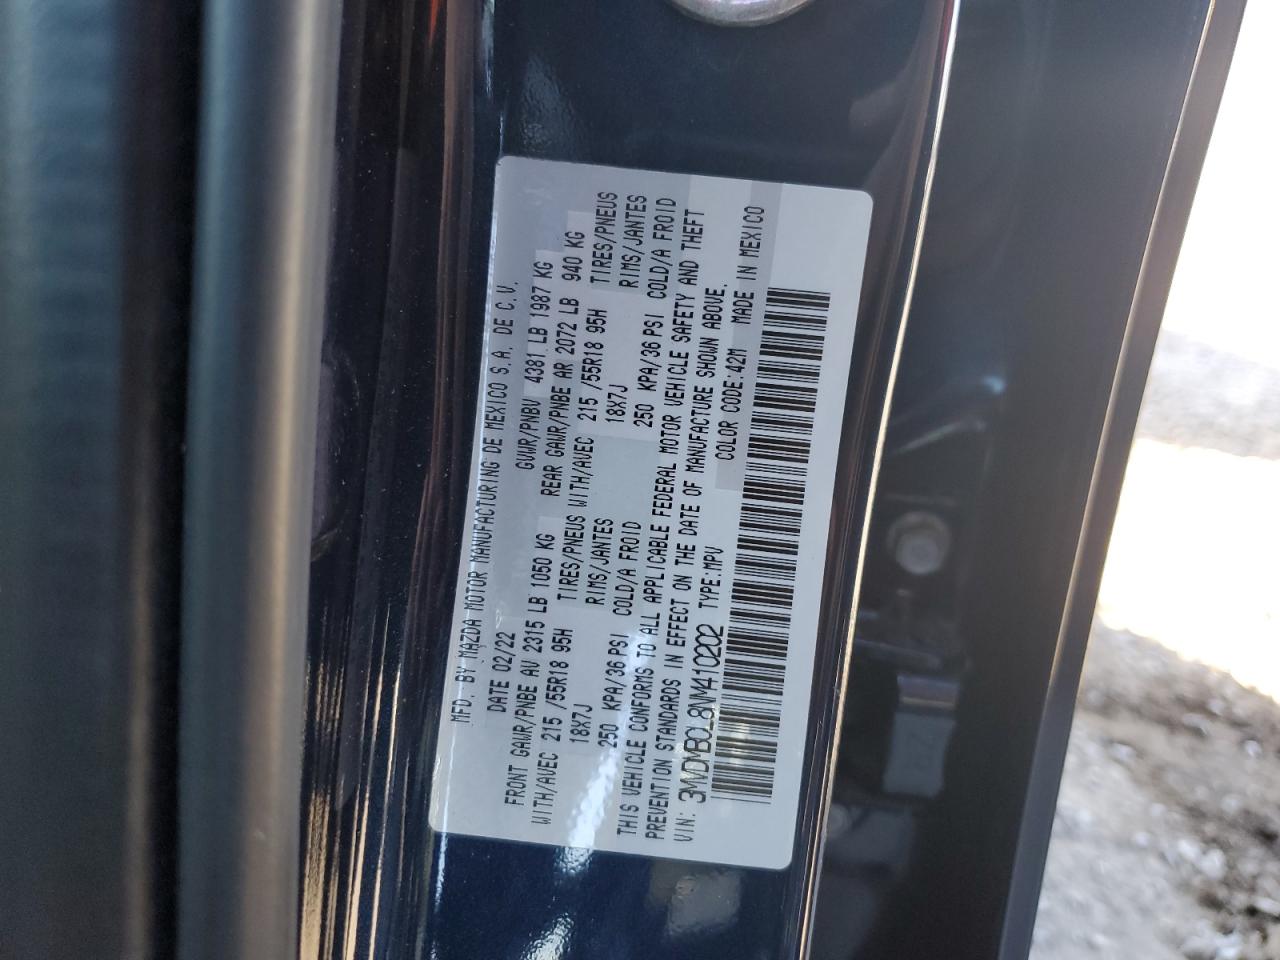 MFD. BY MAZDA MOTOR MANUFACTURING DE MEXICO S.A. DE C.V.
DATE 02/22 GVWR/PNBV 4381 LB 1987 KG
FRONT GAWR/PNBE AV 2315 LB 1050 KG REAR GAWR/PNBE AR 2072 LB 940 KG
WITH/AVEC 215 /55R18 95H TIRES/PNEUS WITH/AVEC 215 /55R18 95H TIRES/PNEUS
18X7J RIMS/JANTES 18X7J RIMS/JANTES
250 KPA/36 PSI COLD/A FROID 250 KPA/36 PSI COLD/A FROID
THIS VEHICLE CONFORMS TO ALL APPLICABLE FEDERAL MOTOR VEHICLE SAFETY AND THEFT
PREVENTION STANDARDS IN EFFECT ON THE DATE OF MANUFACTURE SHOWN ABOVE.
VIN: 3MVDMBCL8NM410202 TYPE:MPV COLOR CODE:42M MADE IN MEXICO